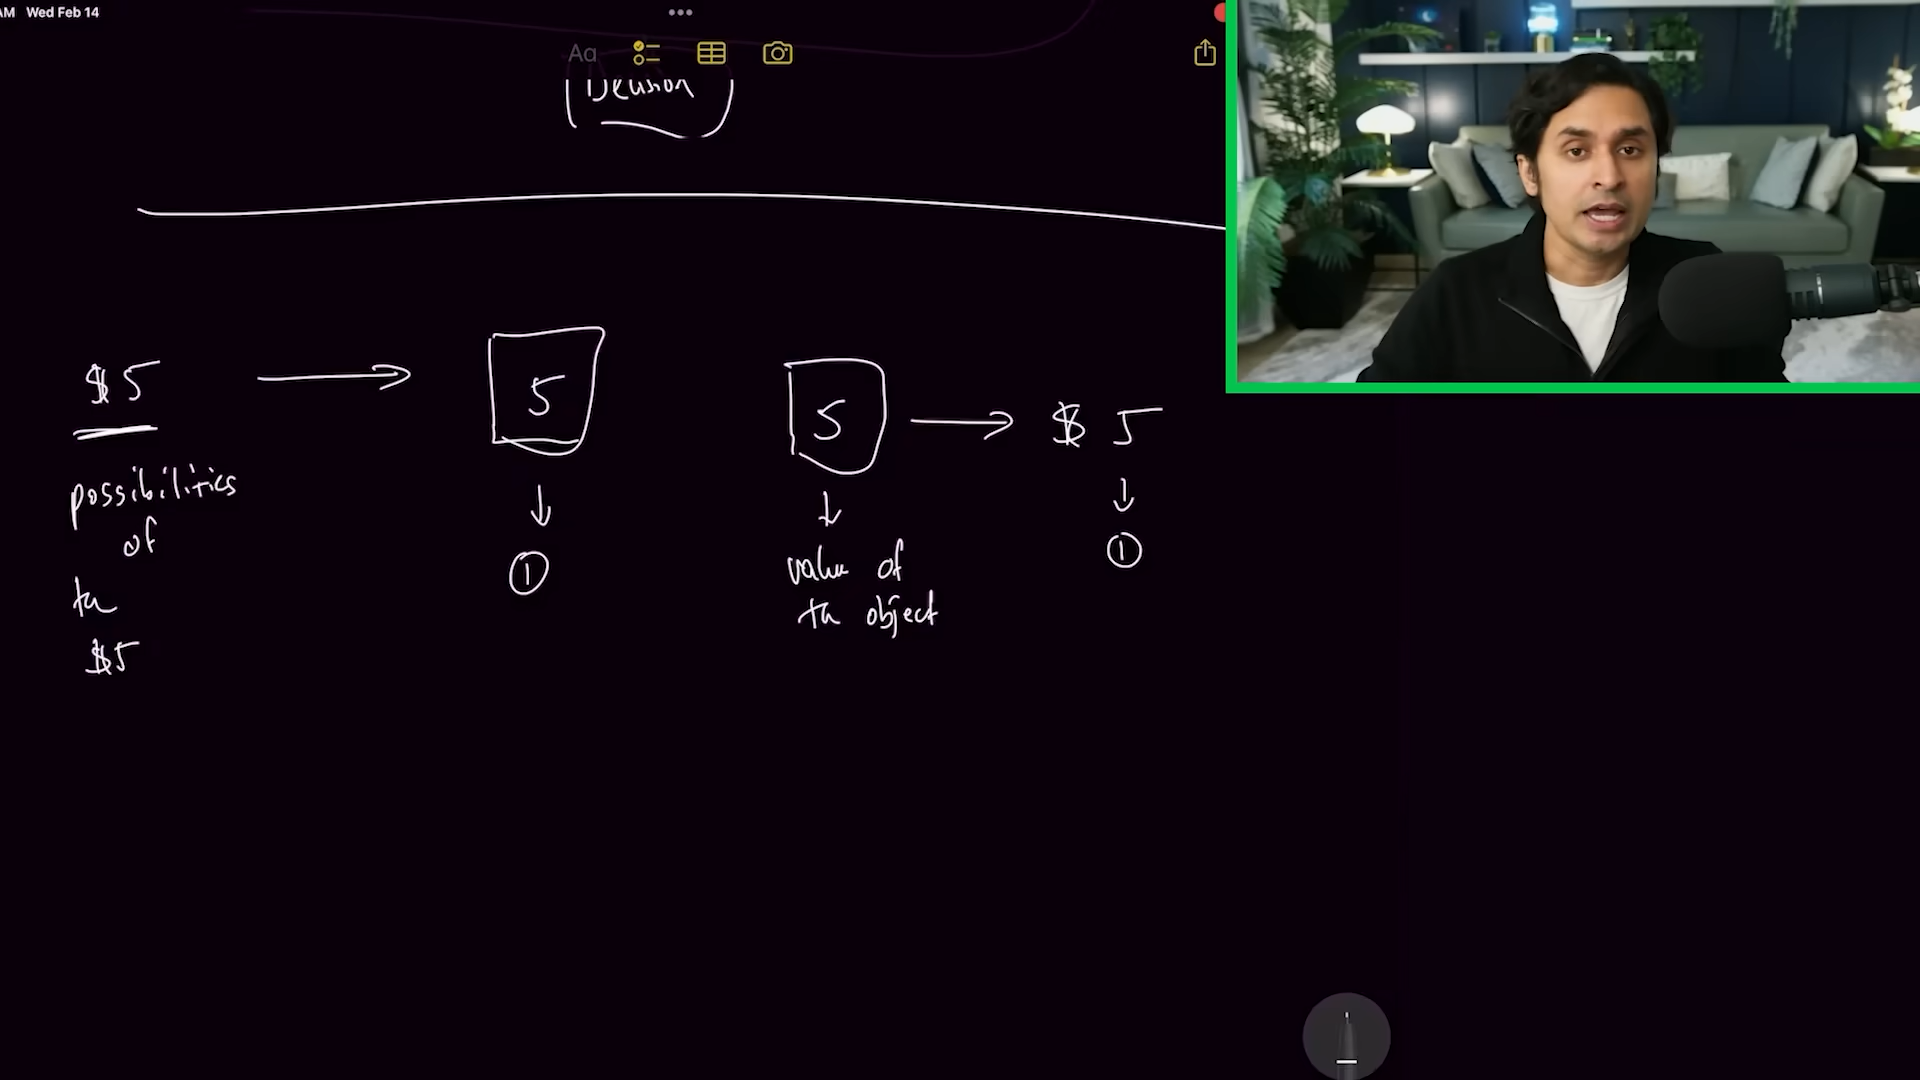 AM Wed Feb 14
Aa
Decision
$5
5
possibilities
of
the
$5
1
5
$ 5
value of
the object
1